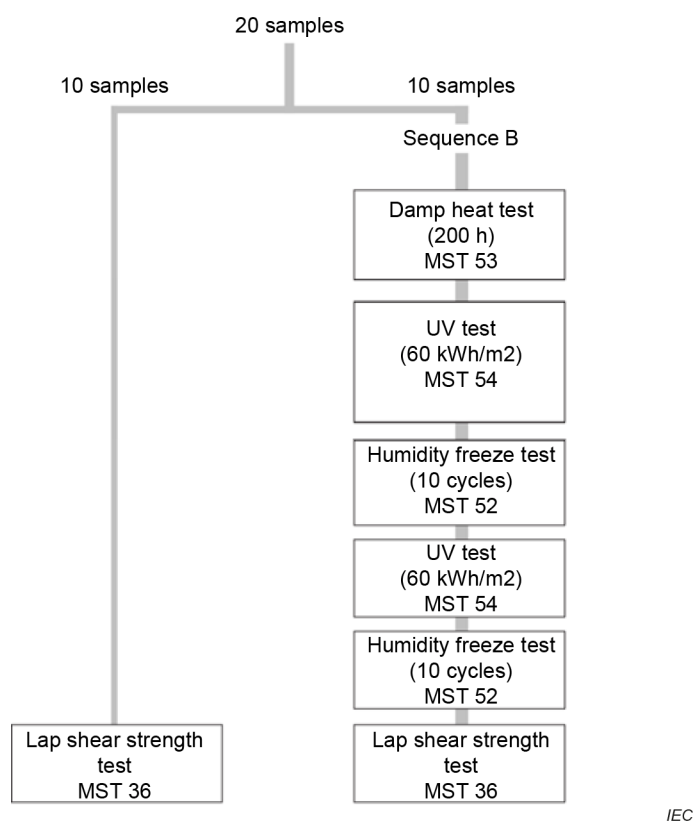 20 samples
10 samples
10 samples
Sequence B
Damp heat test
(200 h)
MST 53
UV test
(60 kWh/m2)
MST 54
Humidity freeze test
(10 cycles)
MST 52
UV test
(60 kWh/m2)
MST 54
Humidity freeze test
(10 cycles)
MST 52
Lap shear strength
test
MST 36
Lap shear strength
test
MST 36
IEC